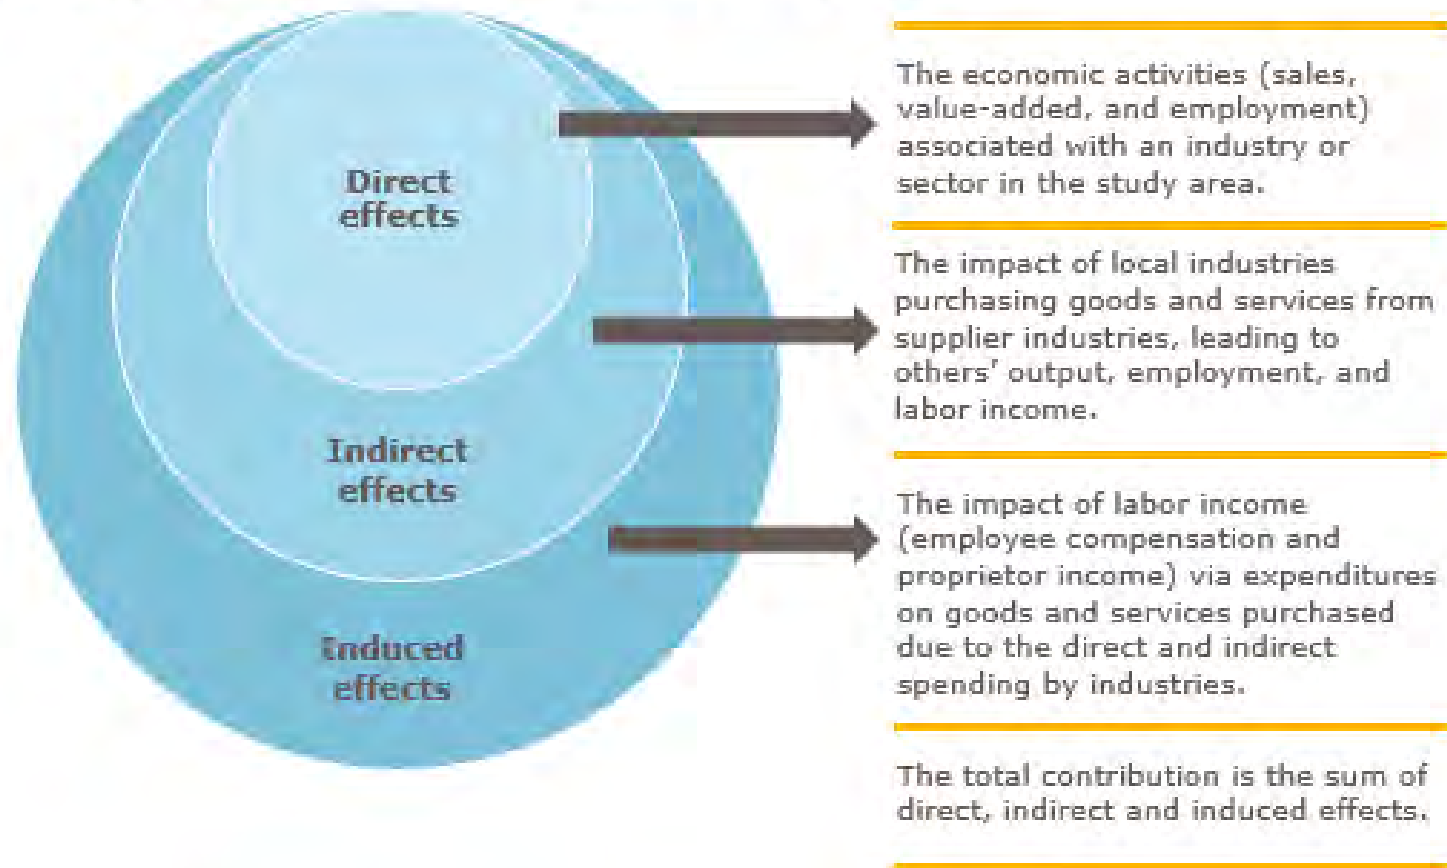 Direct
effects
Indirect
effects
Induced
effects
The economic activities (sales,
value-added, and employment)
associated with an industry or
sector in the study area.
The impact of local industries
purchasing goods and services from
supplier industries, leading to
others' output, employment, and
labor income.
The impact of labor income
(employee compensation and
proprietor income) via expenditures
on goods and services purchased
due to the direct and indirect
spending by industries.
The total contribution is the sum of
direct, indirect and induced effects.